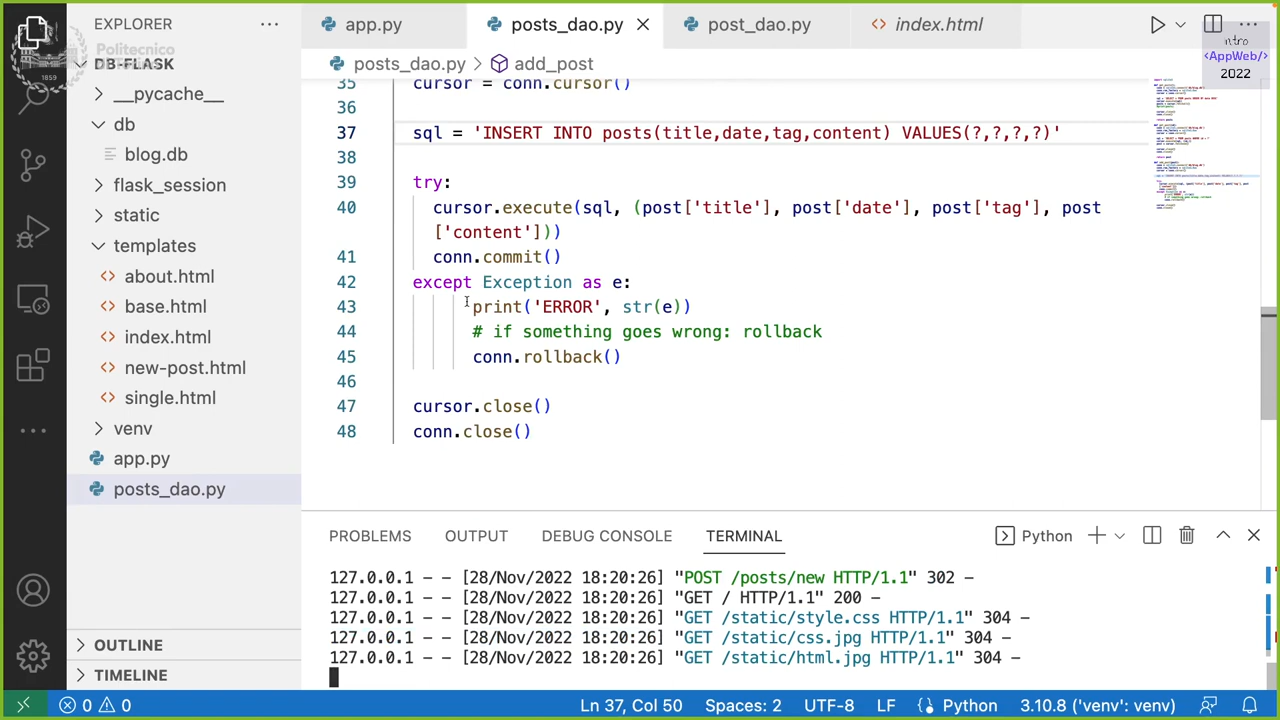 EXPLORER
Politecnico
1859
DB-FLASK
__pycache__
db
blog.db
flask_session
static
templates
about.html
base.html
index.html
new-post.html
single.html
venv
app.py
posts_dao.py
OUTLINE
TIMELINE
app.py
posts_dao.py
post_dao.py
index.html
ntro
<AppWeb/>
2022
posts_dao.py > add_post
35 cursor = conn.cursor()
36
37 sql = 'INSERT INTO posts(title,date,tag,content) VALUES(?,?,?,?)'
38
39 try:
40 cursor.execute(sql, (post['title'], post['date'], post['tag'], post
['content']))
41 conn.commit()
42 except Exception as e:
43 print('ERROR', str(e))
44 # if something goes wrong: rollback
45 conn.rollback()
46
47 cursor.close()
48 conn.close()
PROBLEMS OUTPUT DEBUG CONSOLE TERMINAL
Python
127.0.0.1 - - [28/Nov/2022 18:20:26] "POST /posts/new HTTP/1.1" 302 -
127.0.0.1 - - [28/Nov/2022 18:20:26] "GET / HTTP/1.1" 200 -
127.0.0.1 - - [28/Nov/2022 18:20:26] "GET /static/style.css HTTP/1.1" 304 -
127.0.0.1 - - [28/Nov/2022 18:20:26] "GET /static/css.jpg HTTP/1.1" 304 -
127.0.0.1 - - [28/Nov/2022 18:20:26] "GET /static/html.jpg HTTP/1.1" 304 -
0 0 Ln 37, Col 50 Spaces: 2 UTF-8 LF Python 3.10.8 ('venv': venv)